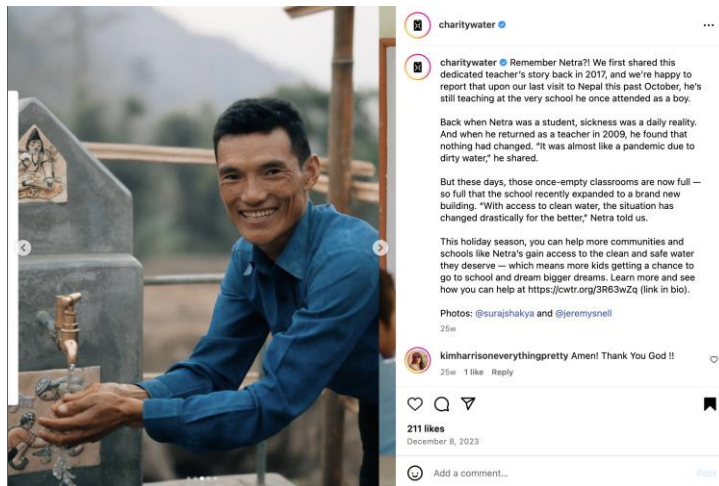 charitywater
charitywater Remember Netra?! We first shared this
dedicated teacher's story back in 2017, and we're happy to
report that upon our last visit to Nepal this past October, he's
still teaching at the very school he once attended as a boy.
Back when Netra was a student, sickness was a daily reality.
And when he returned as a teacher in 2009, he found that
nothing had changed. "It was almost like a pandemic due to
dirty water," he shared.
But these days, those once-empty classrooms are now full —
so full that the school recently expanded to a brand new
building. "With access to clean water, the situation has
changed drastically for the better," Netra told us.
This holiday season, you can help more communities and
schools like Netra's gain access to the clean and safe water
they deserve — which means more kids getting a chance to
go to school and dream bigger dreams. Learn more and see
how you can help at https://cwtr.org/3R63wZq (link in bio).
Photos: @surajshakya and @jeremysnell
25w
kimharrisoneverythingpretty Amen! Thank You God !!
25w 1 like Reply
211 likes
December 8, 2023
Add a comment... Post